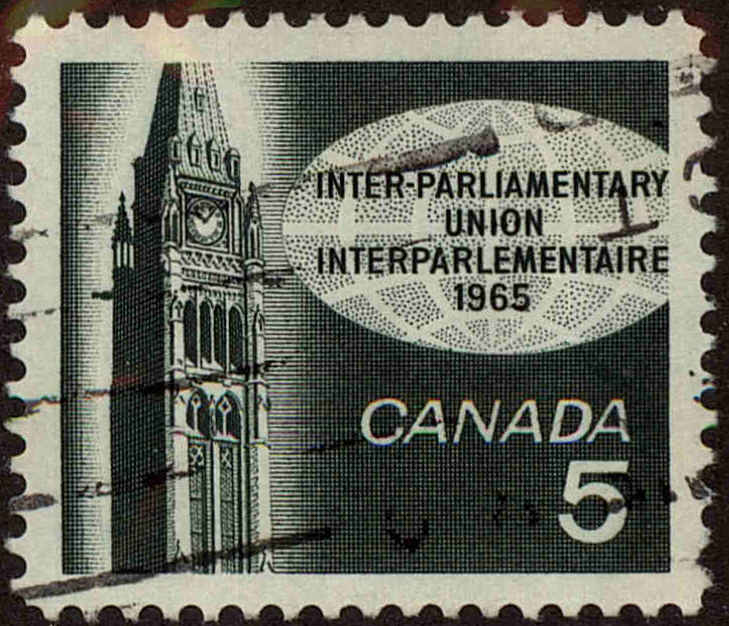 INTER-PARLIAMENTARY
UNION
INTERPARLEMENTAIRE
1965
CANADA
5